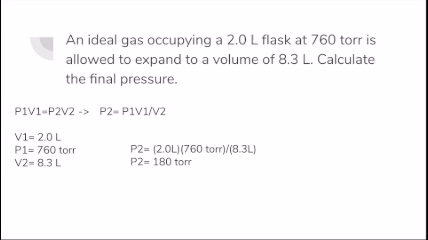 An ideal gas occupying a 2.0 L flask at 760 torr is
allowed to expand to a volume of 8.3 L. Calculate
the final pressure.
P1V1=P2V2 -> P2= P1V1/V2
V1= 2.0 L
P1= 760 torr
V2= 8.3 L
P2= (2.0L)(760 torr)/(8.3L)
P2= 180 torr